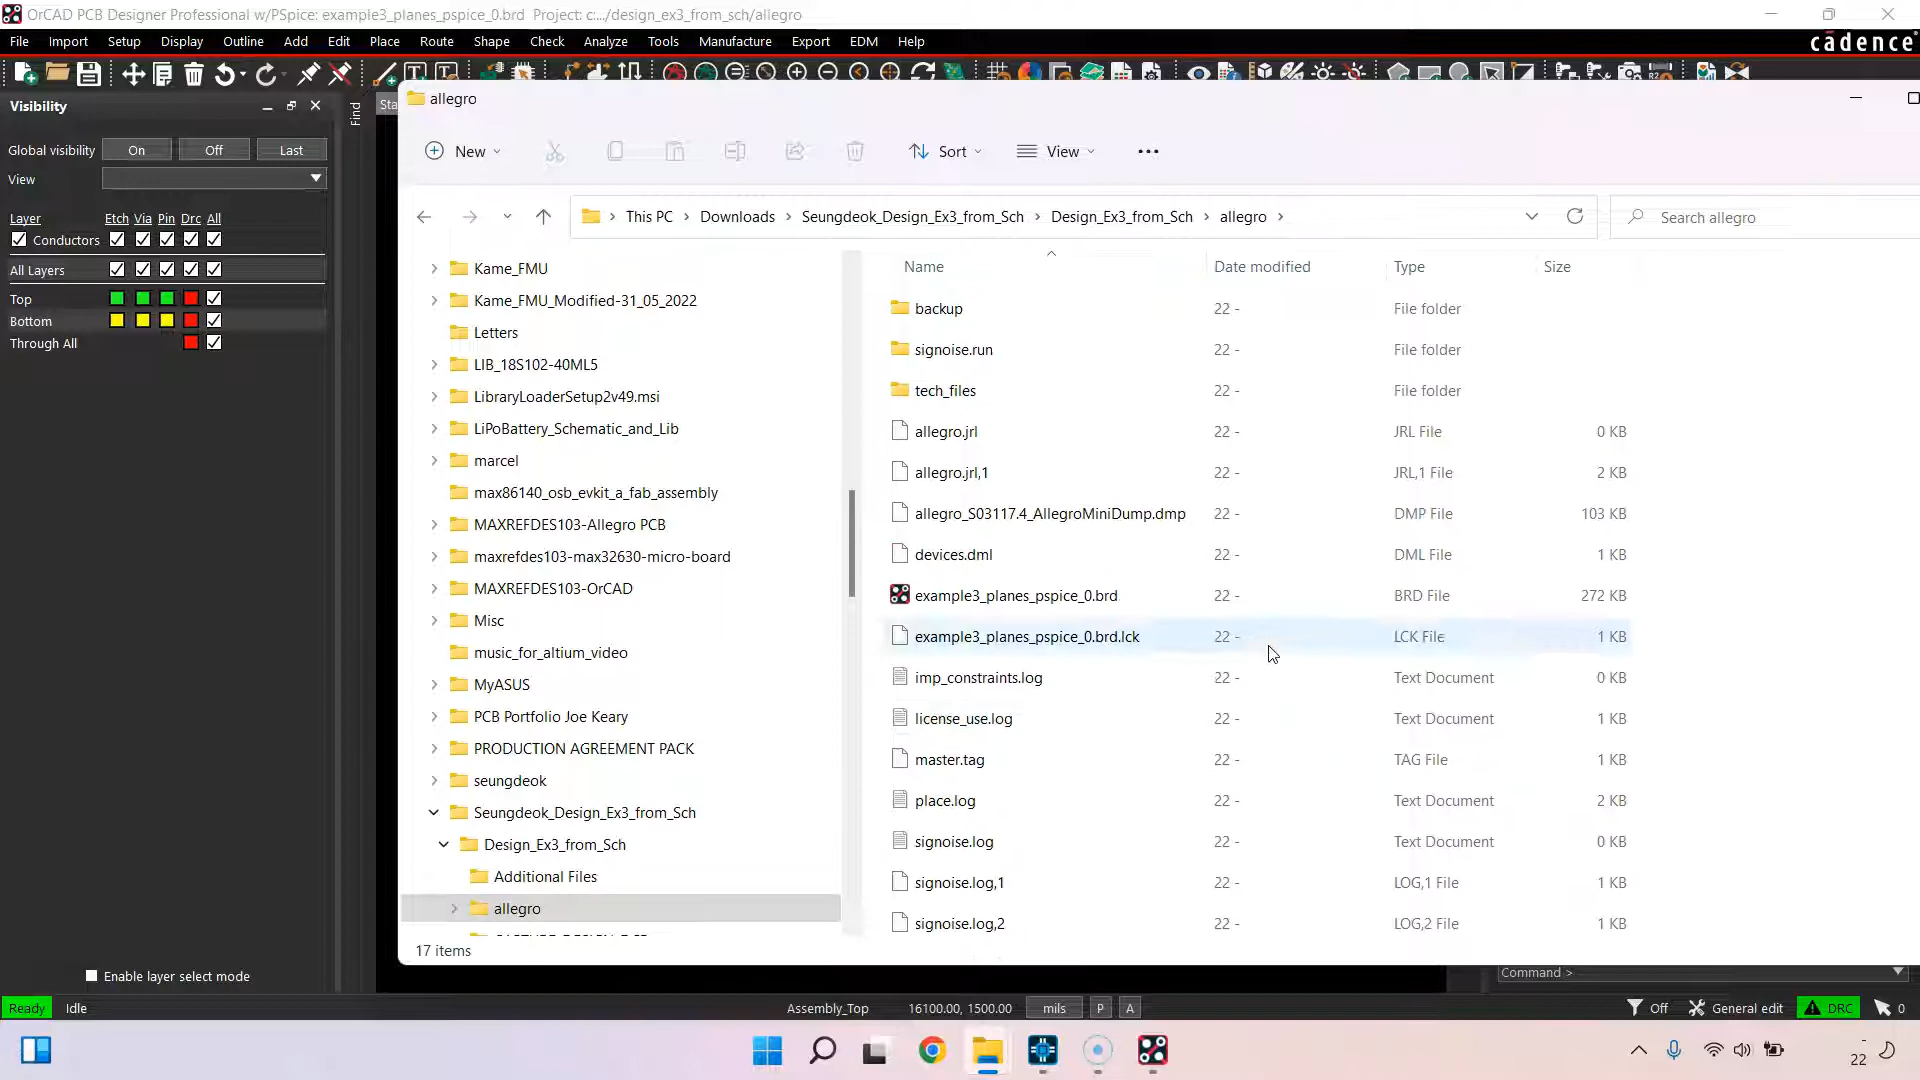 OrCAD PCB Designer Professional w/PSpice: example3_planes_pspice_0.brd Project: c:.../design_ex3_from_sch/allegro
File Import Setup Display Outline Add Edit Place Route Shape Check Analyze Tools Manufacture Export EDM Help
cādence®
Visibility
Find
Sta
Global visibility On Off Last
View
Layer Etch Via Pin Drc All
Conductors
All Layers
Top
Bottom
Through All
Enable layer select mode
allegro
New Sort View •••
This PC > Downloads > Seungdeok_Design_Ex3_from_Sch > Design_Ex3_from_Sch > allegro >
Search allegro
Kame_FMU
Kame_FMU_Modified-31_05_2022
Letters
LIB_18S102-40ML5
LibraryLoaderSetup2v49.msi
LiPoBattery_Schematic_and_Lib
marcel
max86140_osb_evkit_a_fab_assembly
MAXREFDES103-Allegro PCB
maxrefdes103-max32630-micro-board
MAXREFDES103-OrCAD
Misc
music_for_altium_video
MyASUS
PCB Portfolio Joe Keary
PRODUCTION AGREEMENT PACK
seungdeok
Seungdeok_Design_Ex3_from_Sch
Design_Ex3_from_Sch
Additional Files
allegro
Name Date modified Type Size
backup 22 - File folder
signoise.run 22 - File folder
tech_files 22 - File folder
allegro.jrl 22 - JRL File 0 KB
allegro.jrl,1 22 - JRL,1 File 2 KB
allegro_S03117.4_AllegroMiniDump.dmp 22 - DMP File 103 KB
devices.dml 22 - DML File 1 KB
example3_planes_pspice_0.brd 22 - BRD File 272 KB
example3_planes_pspice_0.brd.lck 22 - LCK File 1 KB
imp_constraints.log 22 - Text Document 0 KB
license_use.log 22 - Text Document 1 KB
master.tag 22 - TAG File 1 KB
place.log 22 - Text Document 2 KB
signoise.log 22 - Text Document 0 KB
signoise.log,1 22 - LOG,1 File 1 KB
signoise.log,2 22 - LOG,2 File 1 KB
17 items
Command >
Ready Idle Assembly_Top 16100.00, 1500.00 mils P A Off General edit DRC 0
22